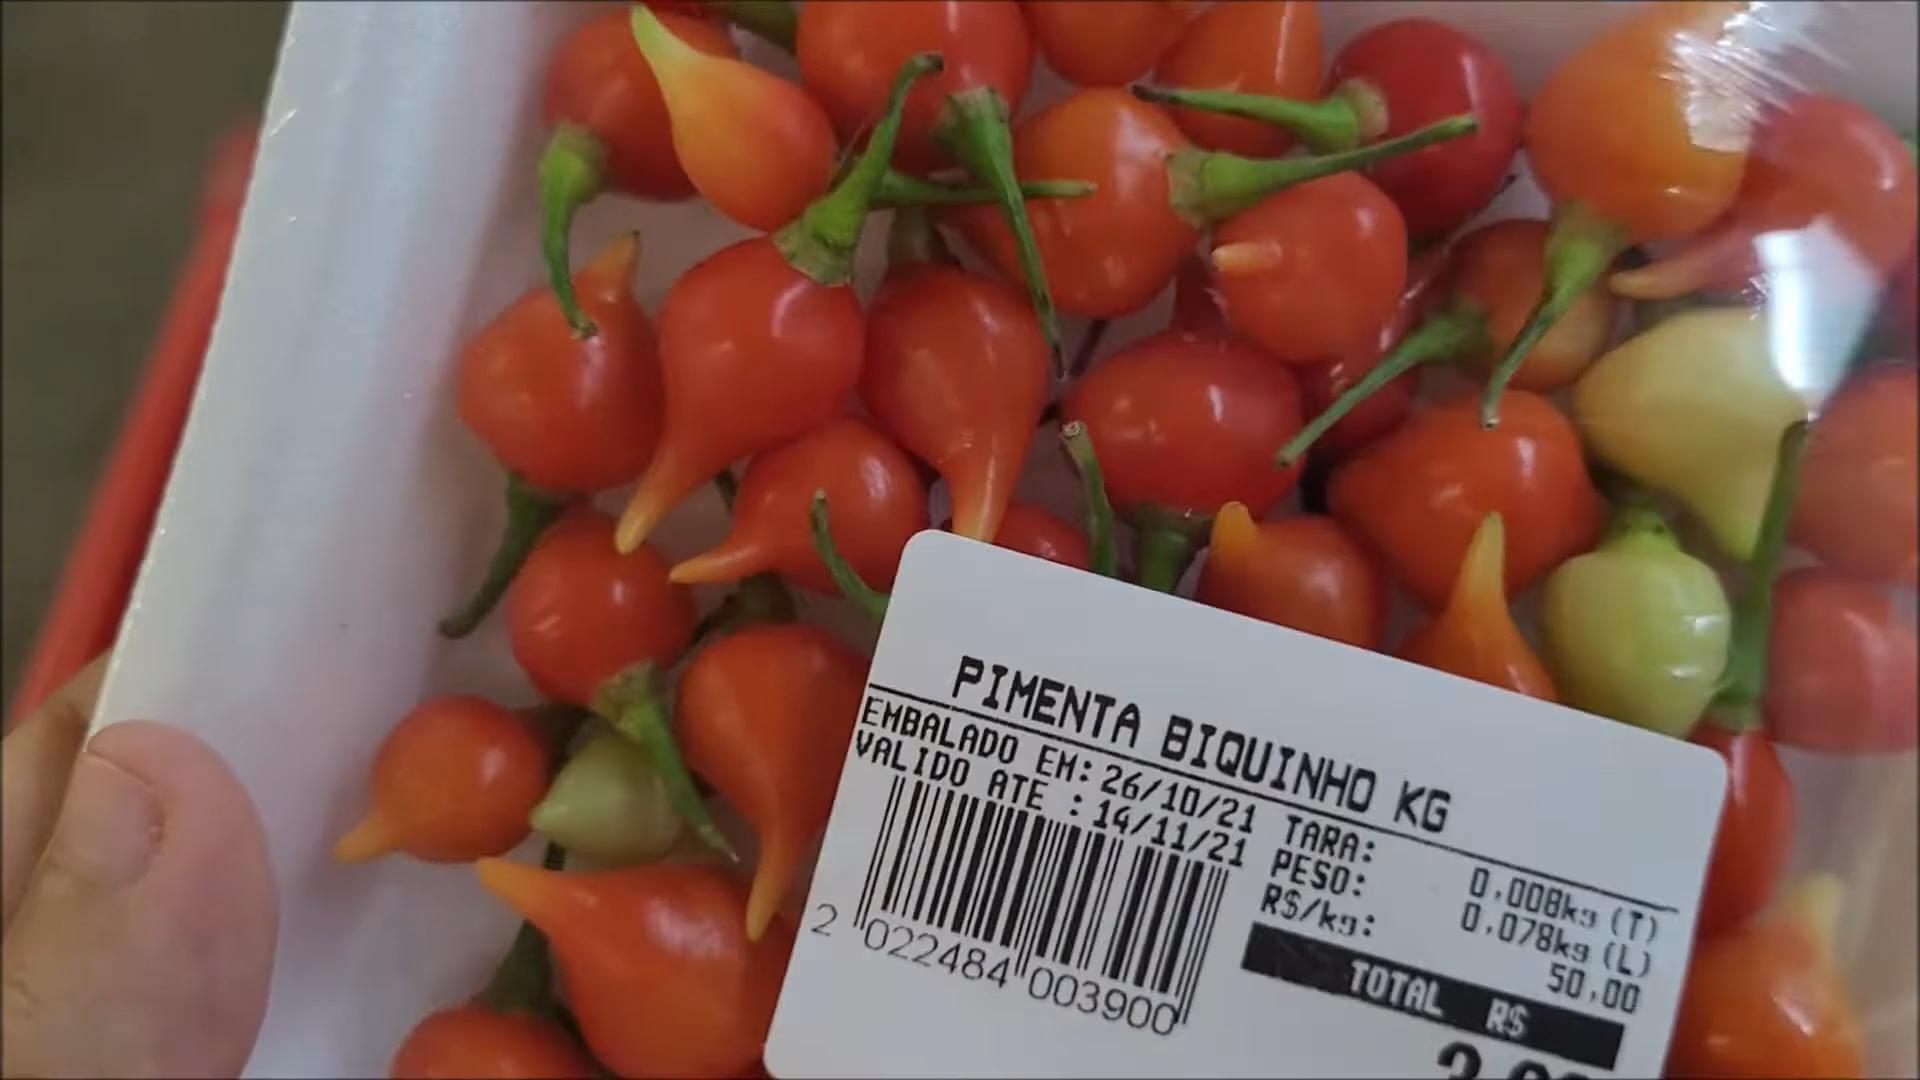 PIMENTA BIQUINHO KG
EMBALADO EM: 26/10/21
VALIDO ATE : 14/11/21
TARA: 0,008kg (T)
PESO: 0,078kg (L)
R$/kg: 50,00
TOTAL R$
2 022484 003900